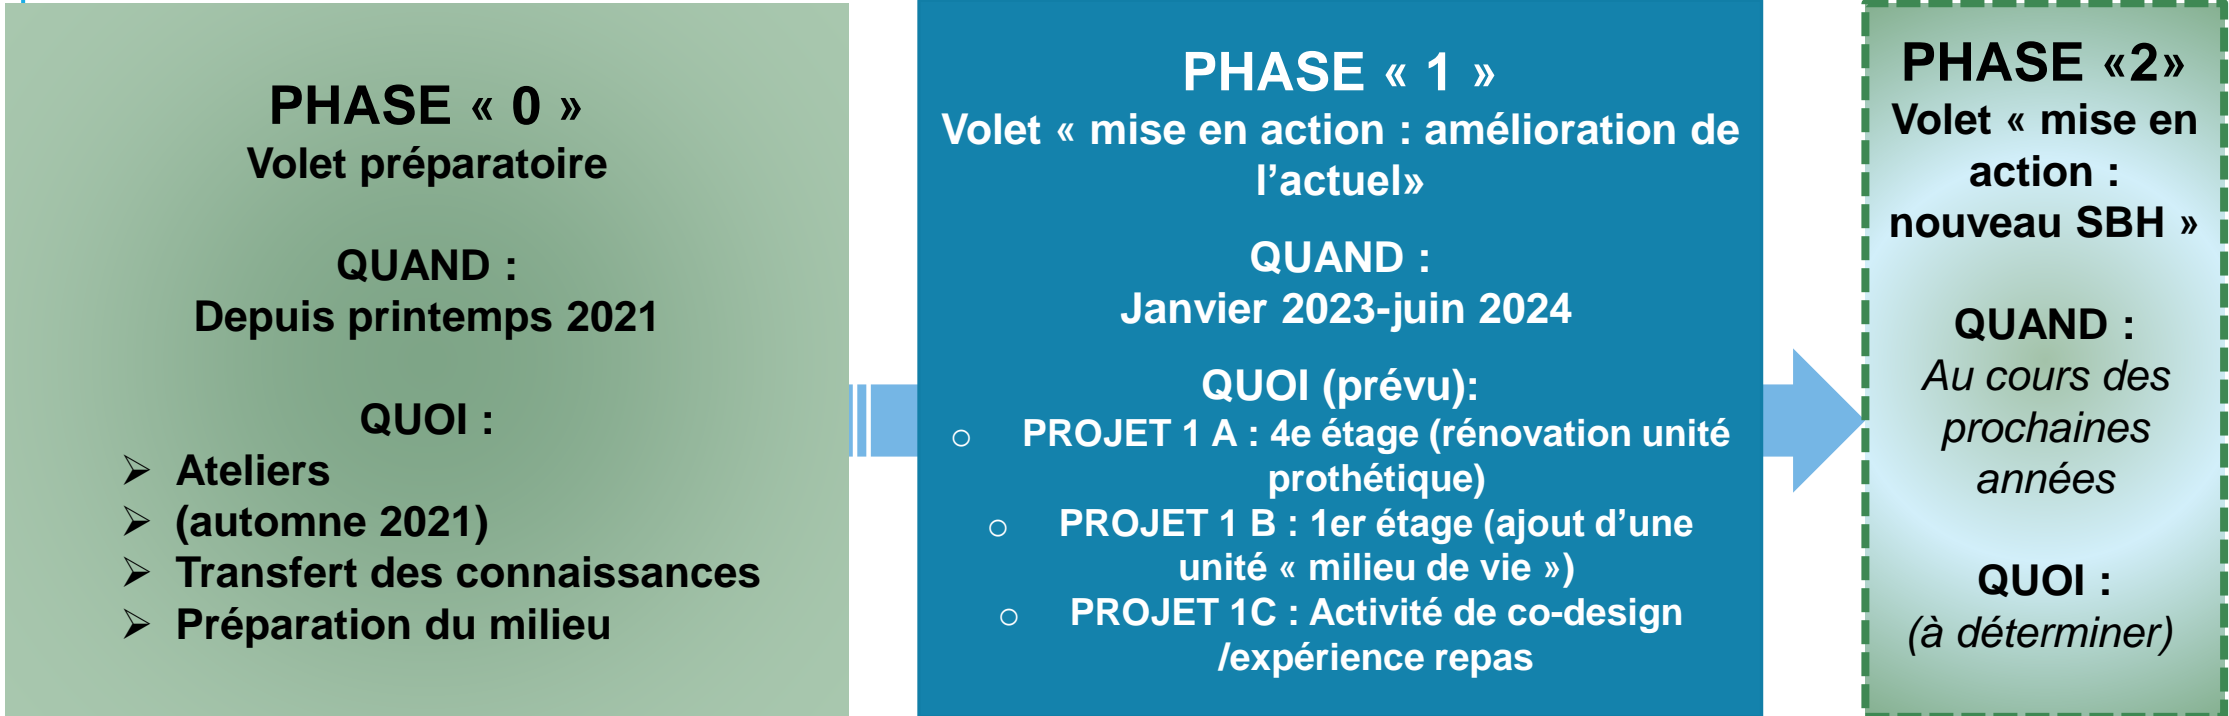 PHASE « 0 »
Volet préparatoire
QUAND :
Depuis printemps 2021
QUOI :
➢ Ateliers
➢ (automne 2021)
➢ Transfert des connaissances
➢ Préparation du milieu
PHASE « 1 »
Volet « mise en action : amélioration de
l’actuel»
QUAND :
Janvier 2023-juin 2024
QUOI (prévu):
o PROJET 1 A : 4e étage (rénovation unité
prothétique)
o PROJET 1 B : 1er étage (ajout d’une
unité « milieu de vie »)
o PROJET 1C : Activité de co-design
/expérience repas
PHASE «2»
Volet « mise en
action :
nouveau SBH »
QUAND :
Au cours des
prochaines
années
QUOI :
(à déterminer)